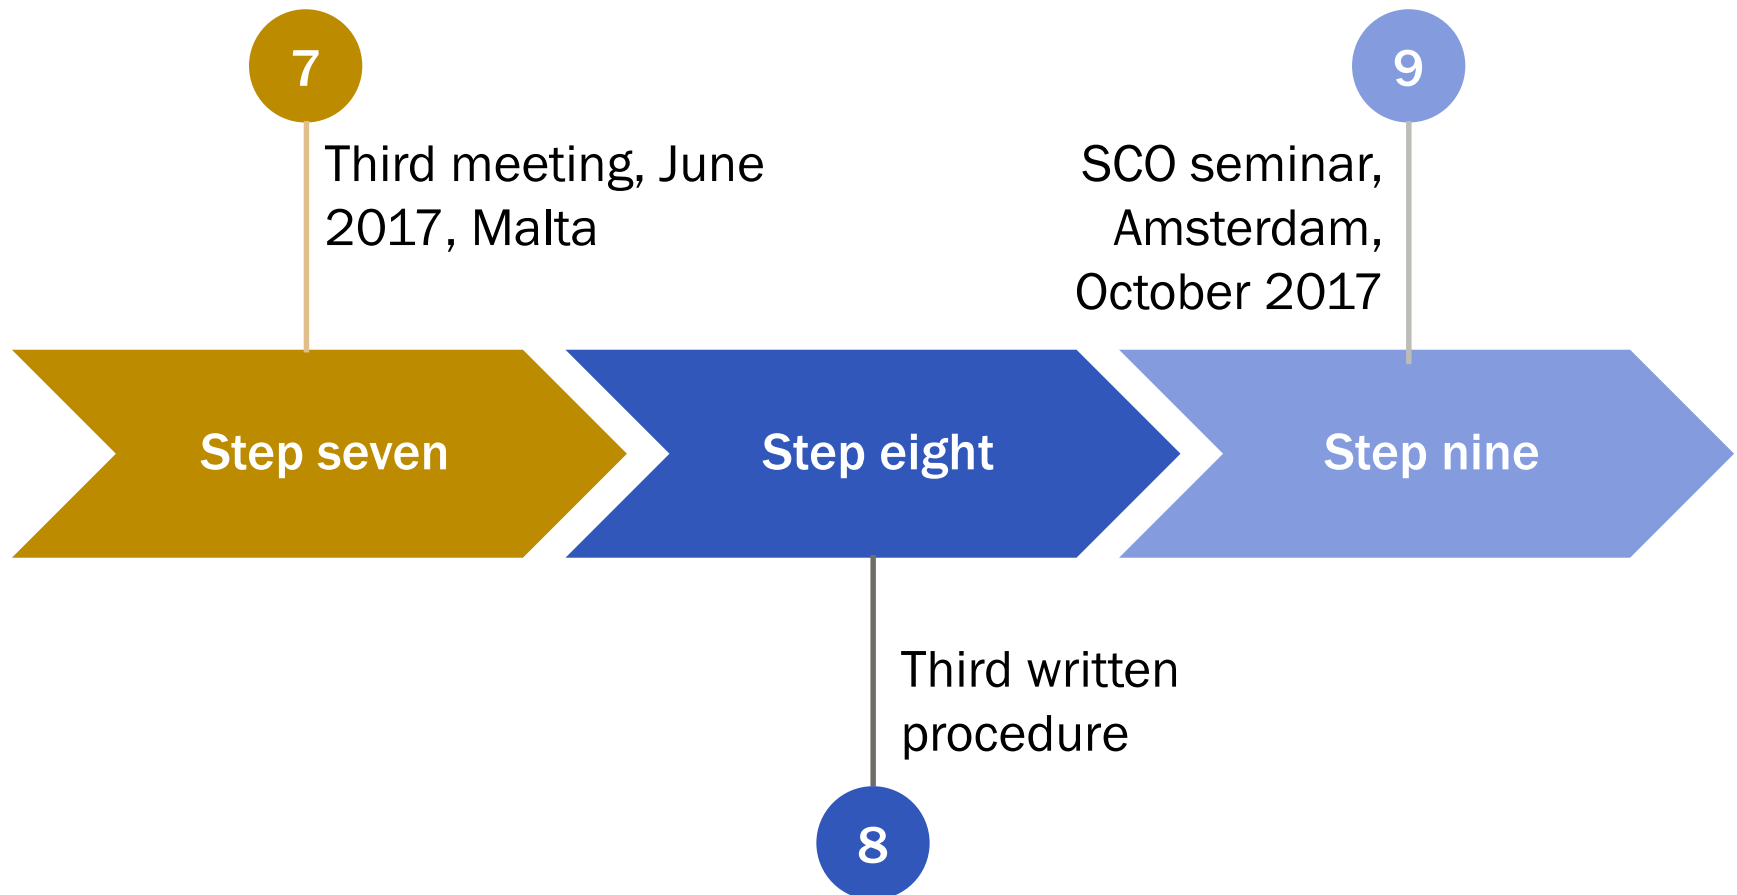 7
Third meeting, June
2017, Malta
9
SCO seminar,
Amsterdam,
October 2017
Step seven
Step eight
Step nine
Third written
procedure
8